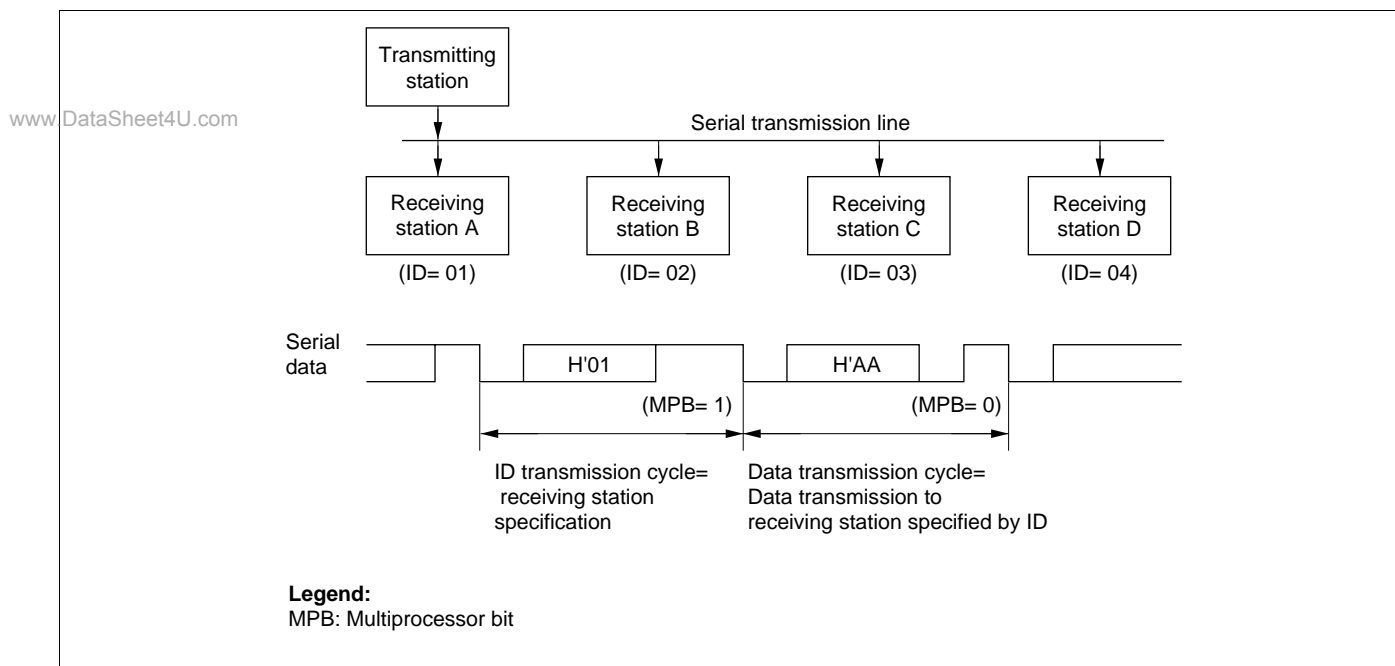 Transmitting
station
www.DataSheet4U.com
Serial transmission line
Receiving
station A
Receiving
station B
Receiving
station C
Receiving
station D
(ID= 01)
(ID= 02)
(ID= 03)
(ID= 04)
Serial
data
H'01
H'AA
(MPB= 1)
(MPB= 0)
ID transmission cycle=
receiving station
specification
Data transmission cycle=
Data transmission to
receiving station specified by ID
Legend:
MPB: Multiprocessor bit